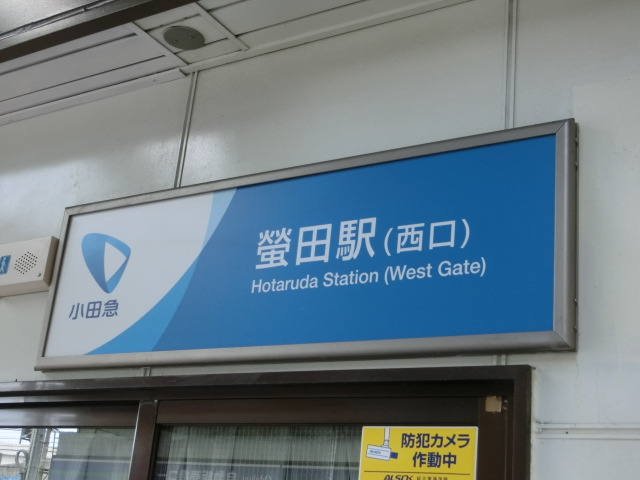 螢田駅(西口)
Hotaruda Station (West Gate)
小田急
防犯カメラ
作動中
ALSOK